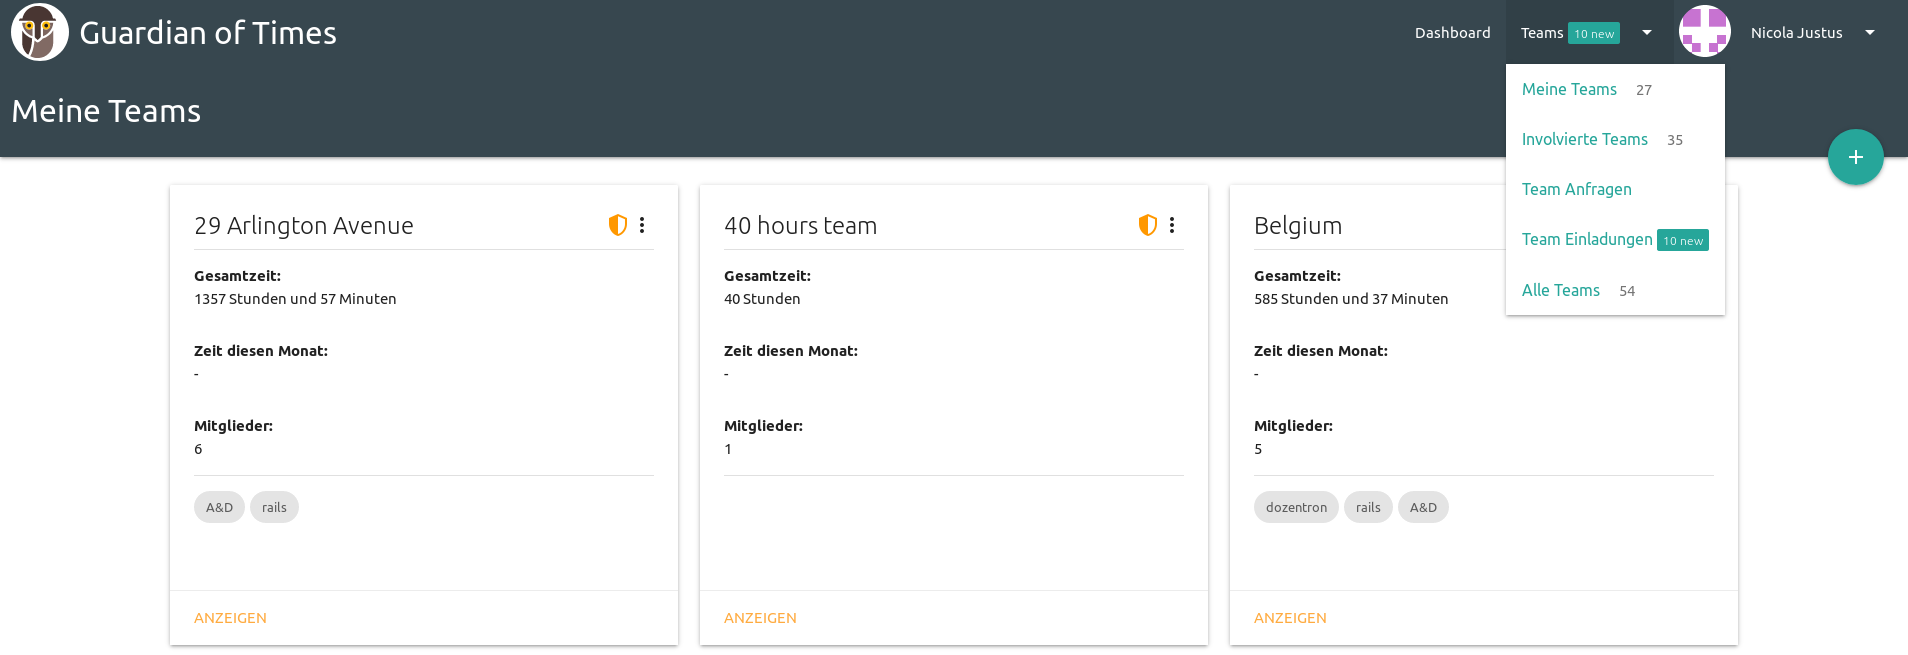 Guardian of Times
Dashboard
Teams 10 new
Nicola Justus
Meine Teams
Meine Teams 27
Involvierte Teams 35
Team Anfragen
Team Einladungen 10 new
Alle Teams 54
+
29 Arlington Avenue
Gesamtzeit:
1357 Stunden und 57 Minuten
Zeit diesen Monat:
-
Mitglieder:
6
A&D rails
ANZEIGEN
40 hours team
Gesamtzeit:
40 Stunden
Zeit diesen Monat:
-
Mitglieder:
1
ANZEIGEN
Belgium
Gesamtzeit:
585 Stunden und 37 Minuten
Zeit diesen Monat:
-
Mitglieder:
5
dozentron rails A&D
ANZEIGEN